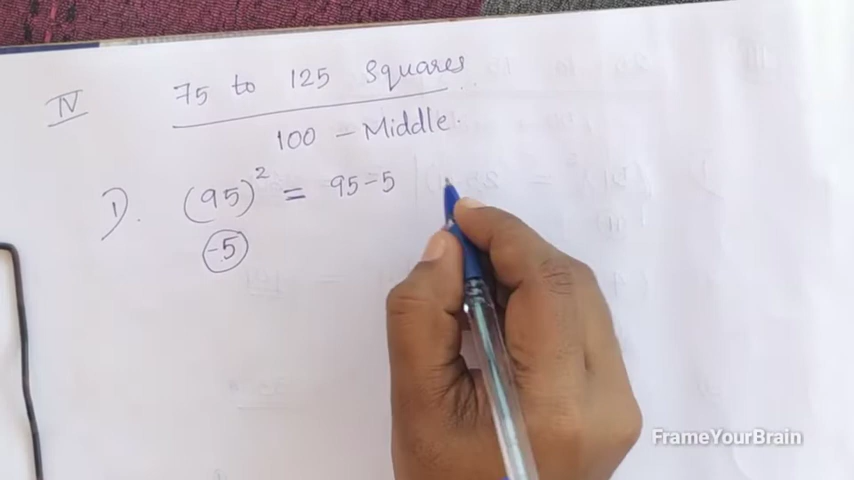 IV 75 to 125 Squares
100 - Middle.
1). (95)² = 95-5
-5
FrameYourBrain